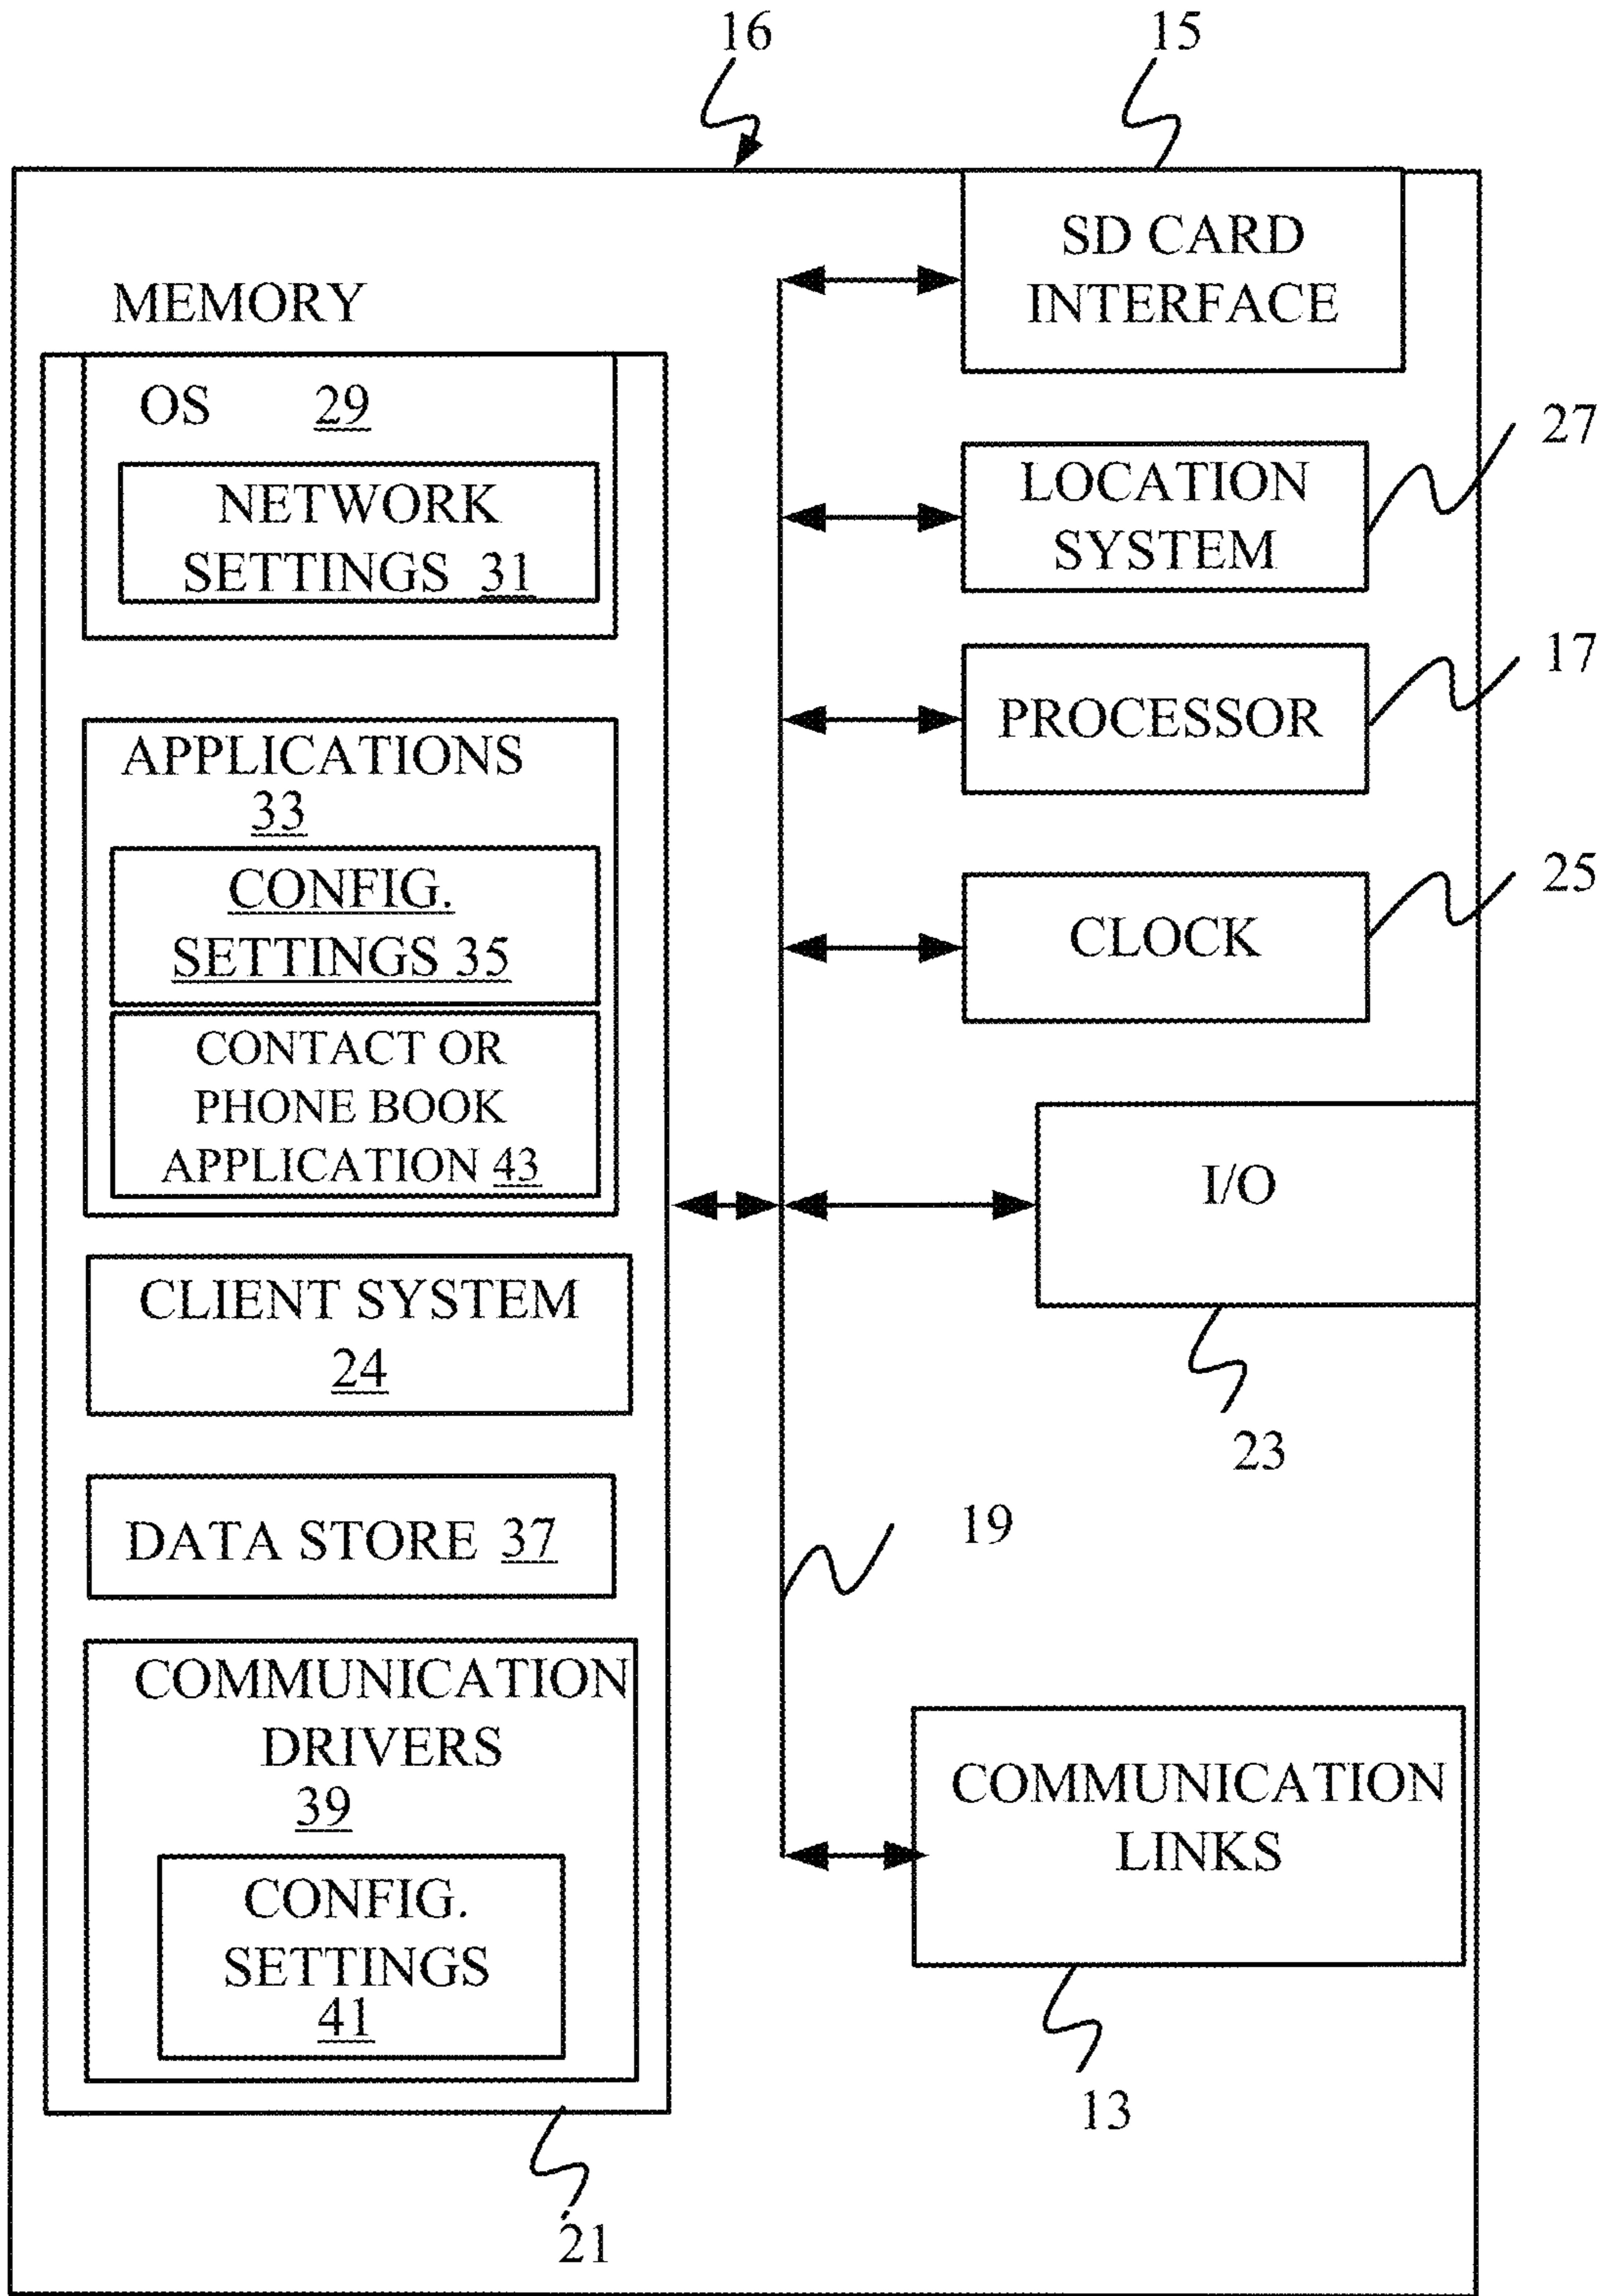 16
15
SD CARD
INTERFACE
MEMORY
OS 29
NETWORK
SETTINGS 31
27
LOCATION
SYSTEM
17
PROCESSOR
APPLICATIONS
33
CONFIG.
SETTINGS 35
CONTACT OR
PHONE BOOK
APPLICATION 43
25
CLOCK
I/O
23
CLIENT SYSTEM
24
DATA STORE 37
19
COMMUNICATION
DRIVERS
39
CONFIG.
SETTINGS
41
COMMUNICATION
LINKS
13
21